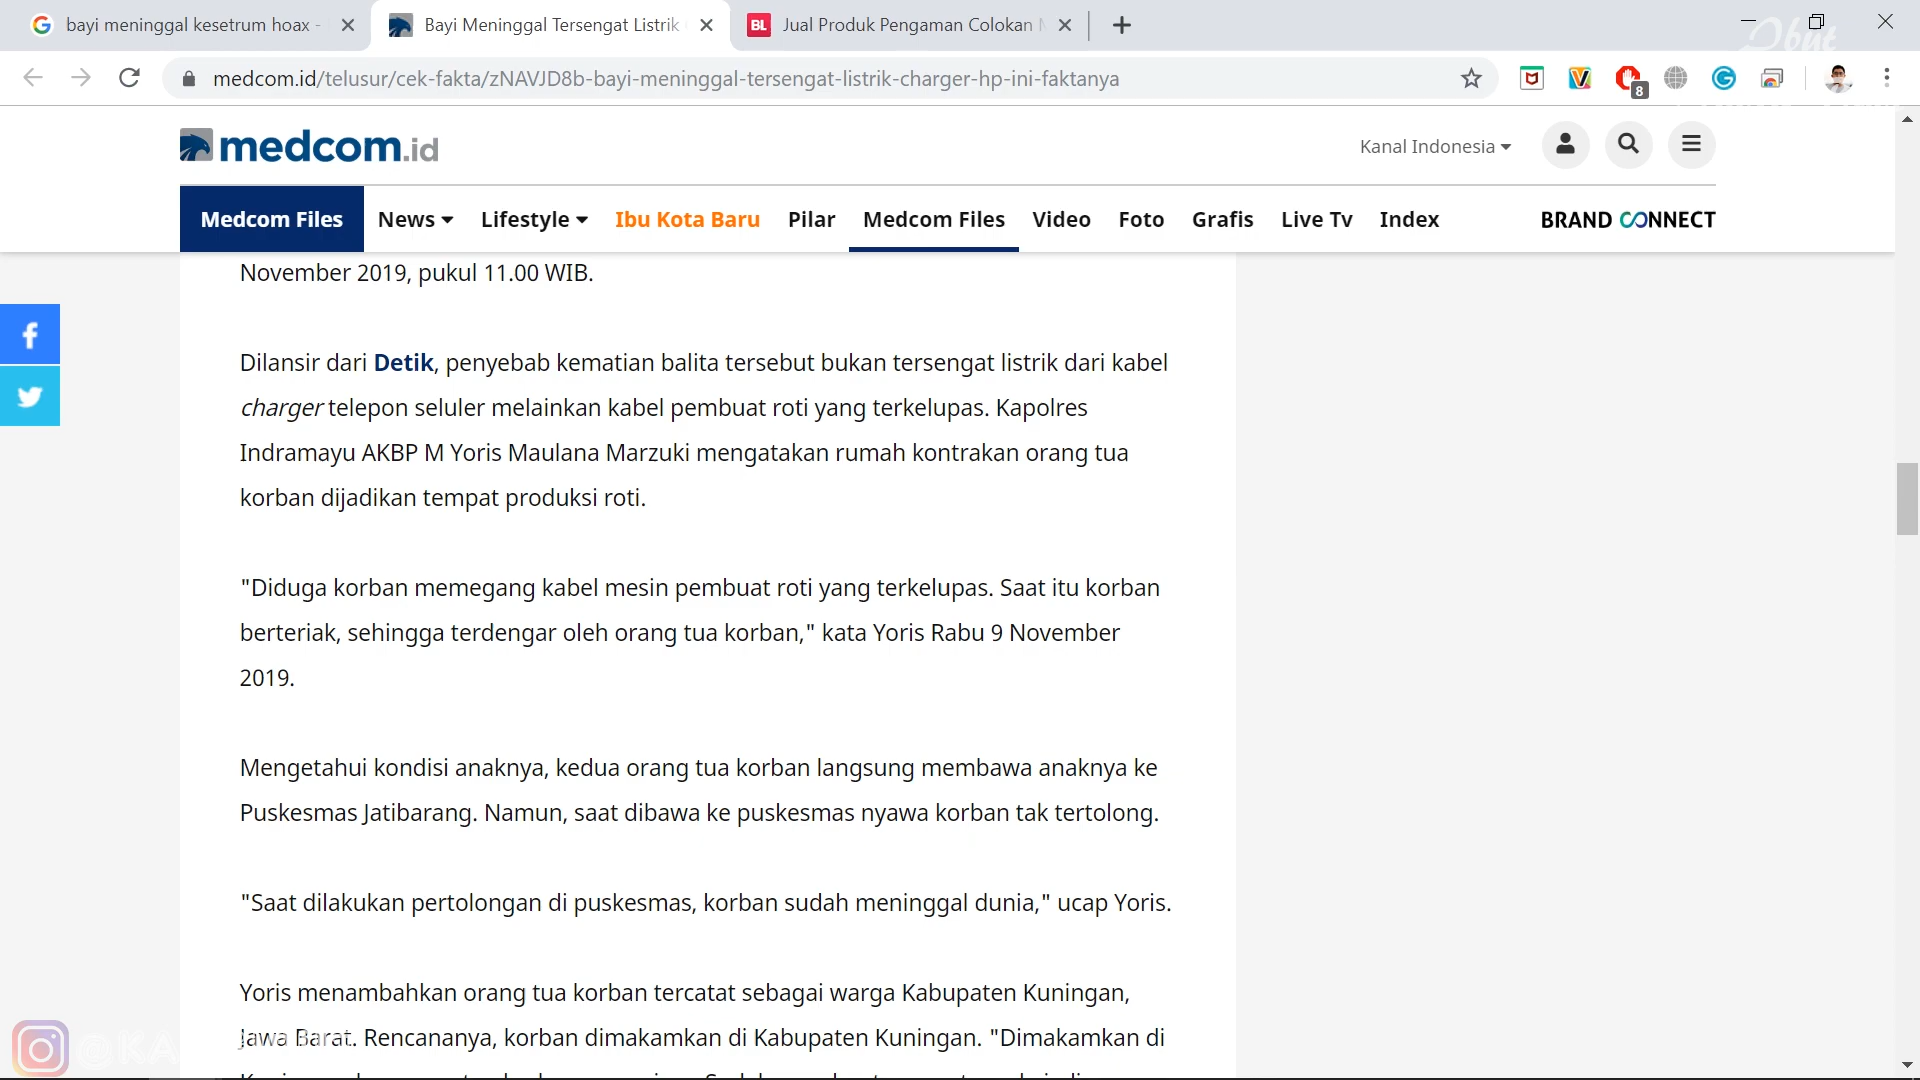 bayi meninggal kesetrum hoax -
Bayi Meninggal Tersengat Listrik
BL
Jual Produk Pengaman Colokan
medcom.id/telusur/cek-fakta/zNAVJD8b-bayi-meninggal-tersengat-listrik-charger-hp-ini-faktanya
8
medcom.id
Kanal Indonesia
Medcom Files
News
Lifestyle
Ibu Kota Baru
Pilar
Medcom Files
Video
Foto
Grafis
Live Tv
Index
BRAND CONNECT
November 2019, pukul 11.00 WIB.
Dilansir dari Detik, penyebab kematian balita tersebut bukan tersengat listrik dari kabel
charger telepon seluler melainkan kabel pembuat roti yang terkelupas. Kapolres
Indramayu AKBP M Yoris Maulana Marzuki mengatakan rumah kontrakan orang tua
korban dijadikan tempat produksi roti.
"Diduga korban memegang kabel mesin pembuat roti yang terkelupas. Saat itu korban
berteriak, sehingga terdengar oleh orang tua korban," kata Yoris Rabu 9 November
2019.
Mengetahui kondisi anaknya, kedua orang tua korban langsung membawa anaknya ke
Puskesmas Jatibarang. Namun, saat dibawa ke puskesmas nyawa korban tak tertolong.
"Saat dilakukan pertolongan di puskesmas, korban sudah meninggal dunia," ucap Yoris.
Yoris menambahkan orang tua korban tercatat sebagai warga Kabupaten Kuningan,
Jawa Barat. Rencananya, korban dimakamkan di Kabupaten Kuningan. "Dimakamkan di